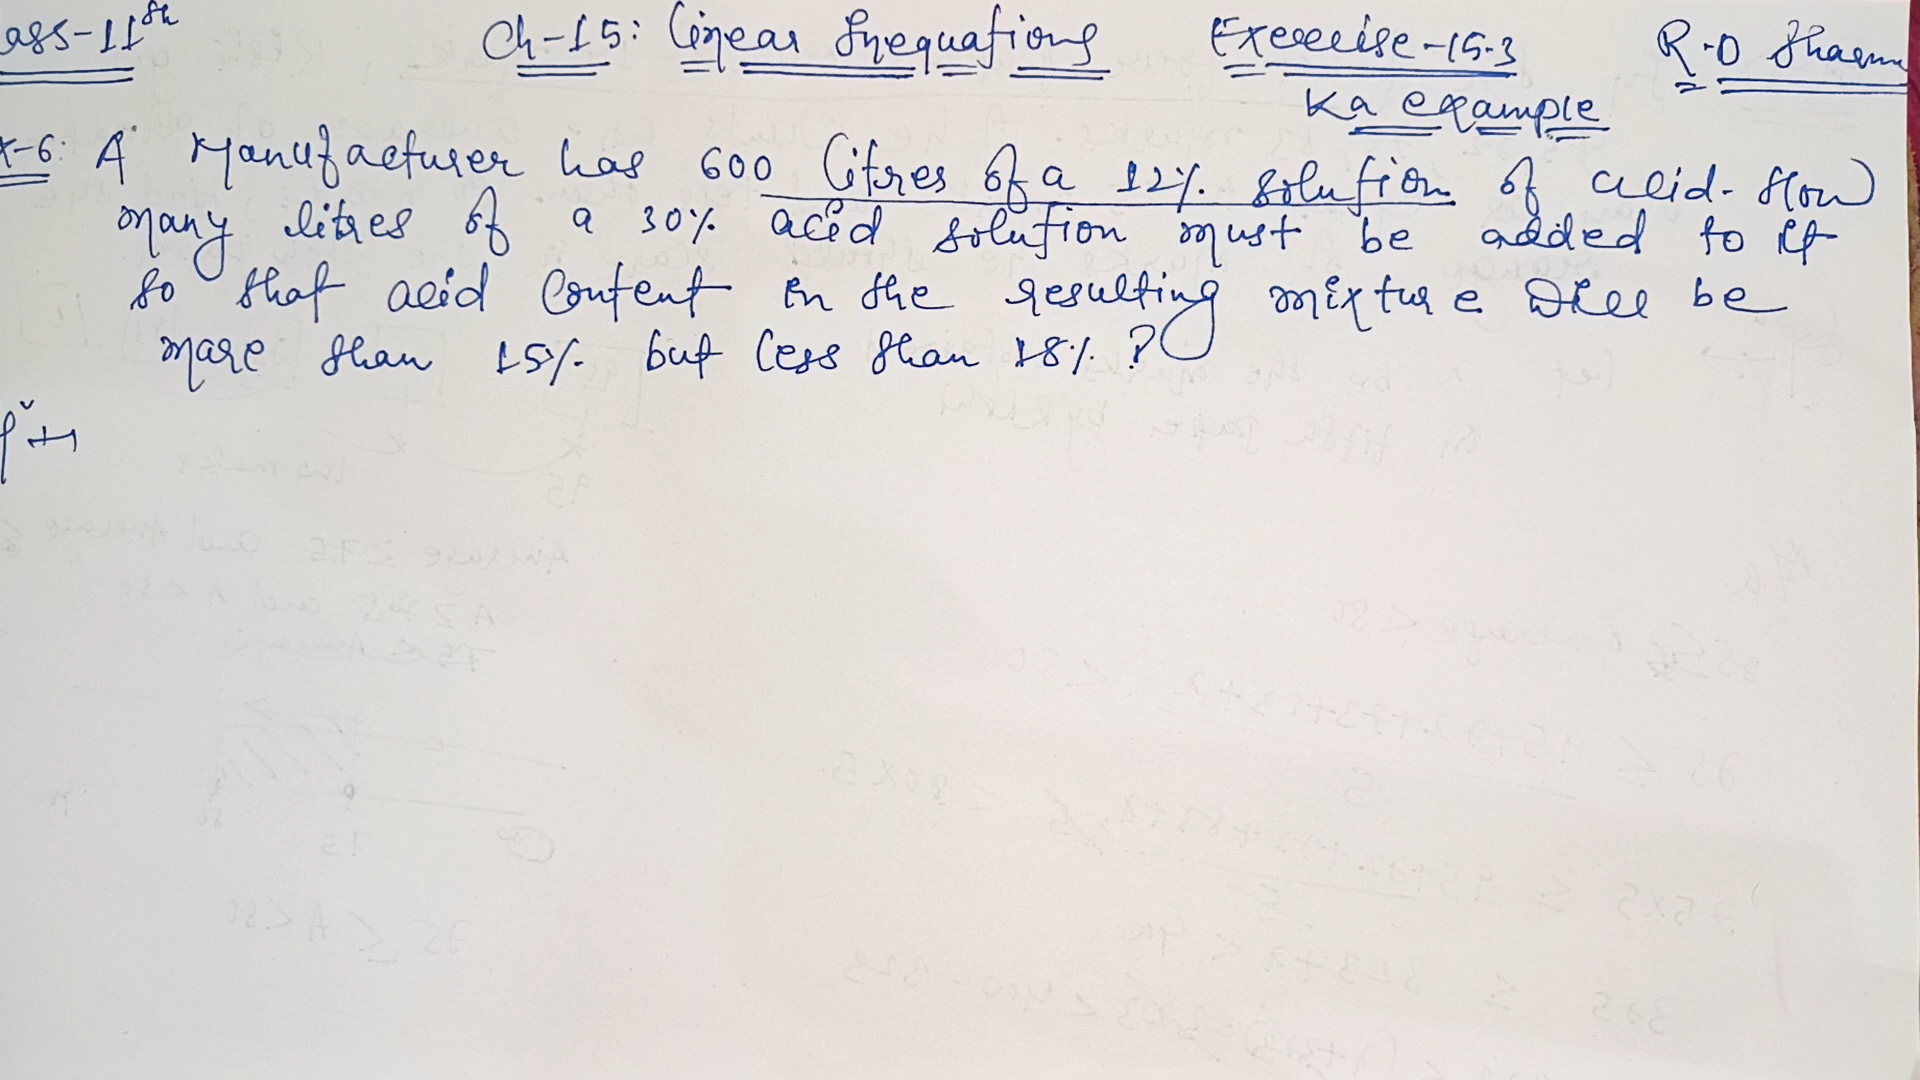 ass-11th Ch-15: Linear Inequations Exercise-15.3 R.D Sharma
Ka example
x-6: A Manufacturer has 600 litres of a 12% solution of acid. How
many litres of a 30% acid solution must be added to it
so that acid content in the resulting mixture will be
more than 15% but less than 18%. ?